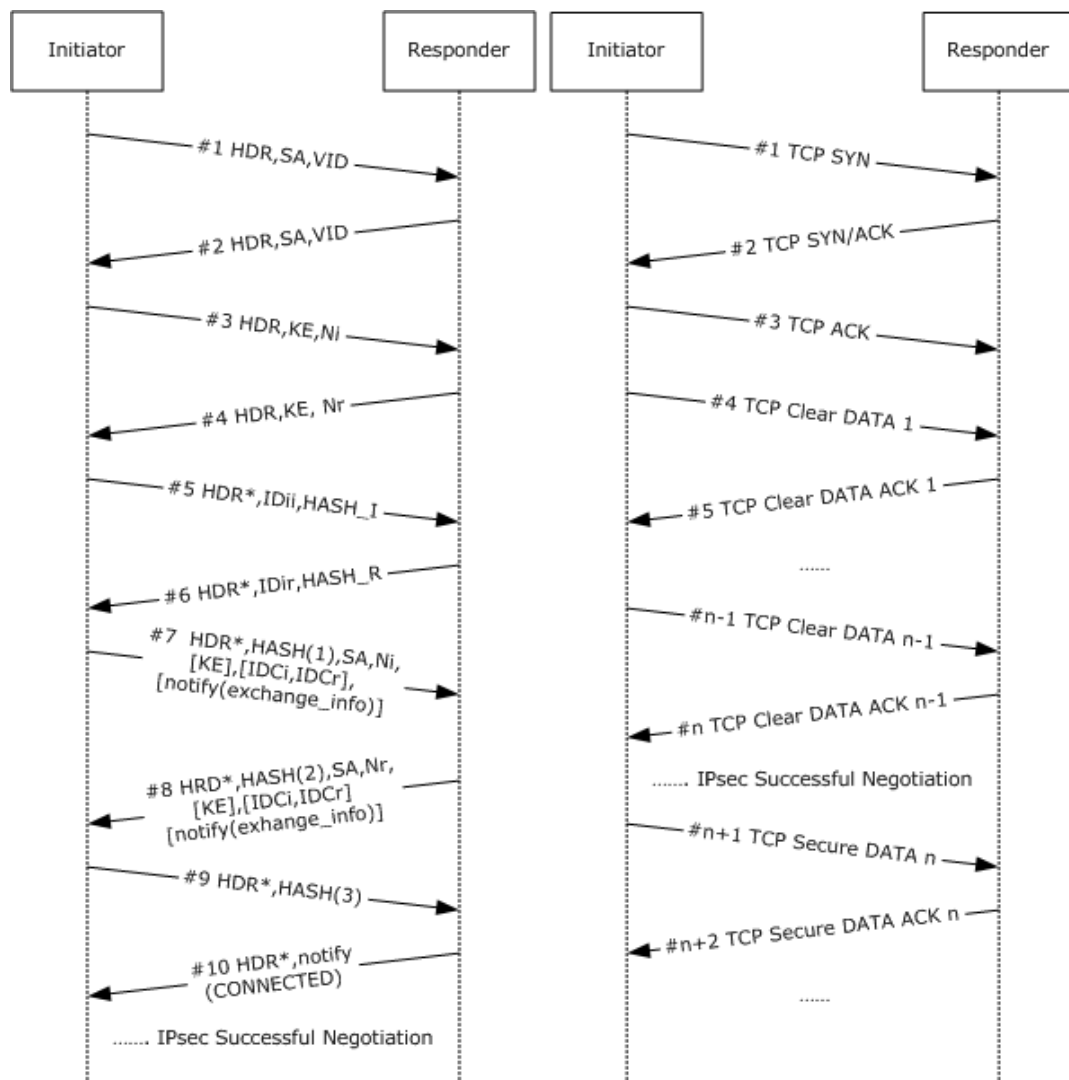 Initiator
Responder
#1 HDR,SA,VID
#2 HDR,SA,VID
#3 HDR,KE,Ni
#4 HDR,KE, Nr
#5 HDR*,IDii,HASH_I
#6 HDR*,IDir,HASH_R
#7 HDR*,HASH(1),SA,Ni,
[KE],[IDCi,IDCr],
[notify(exchange_info)]
#8 HRD*,HASH(2),SA,Nr,
[KE],[IDCi,IDCr]
[notify(exhange_info)]
#9 HDR*,HASH(3)
#10 HDR*,notify
(CONNECTED)
....... IPsec Successful Negotiation
Initiator
Responder
#1 TCP SYN
#2 TCP SYN/ACK
#3 TCP ACK
#4 TCP Clear DATA 1
#5 TCP Clear DATA ACK 1
......
#n-1 TCP Clear DATA n-1
#n TCP Clear DATA ACK n-1
....... IPsec Successful Negotiation
#n+1 TCP Secure DATA n
#n+2 TCP Secure DATA ACK n
......